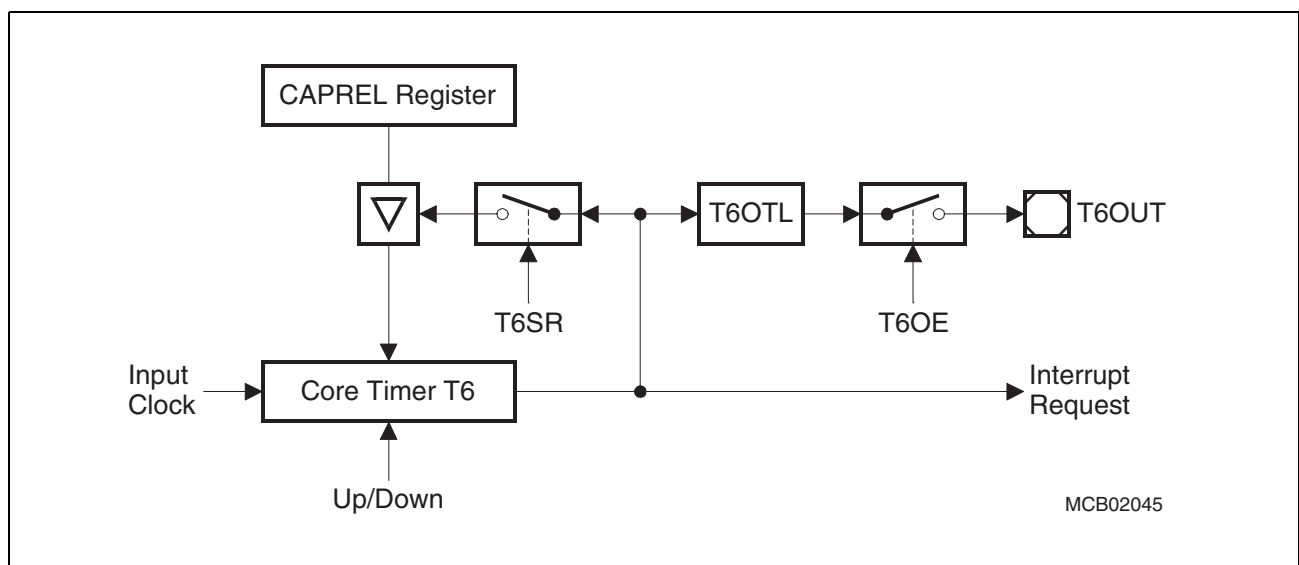 CAPREL Register
T6OTL
T6OUT
T6SR
T6OE
Input
Clock
Core Timer T6
Interrupt
Request
Up/Down
MCB02045